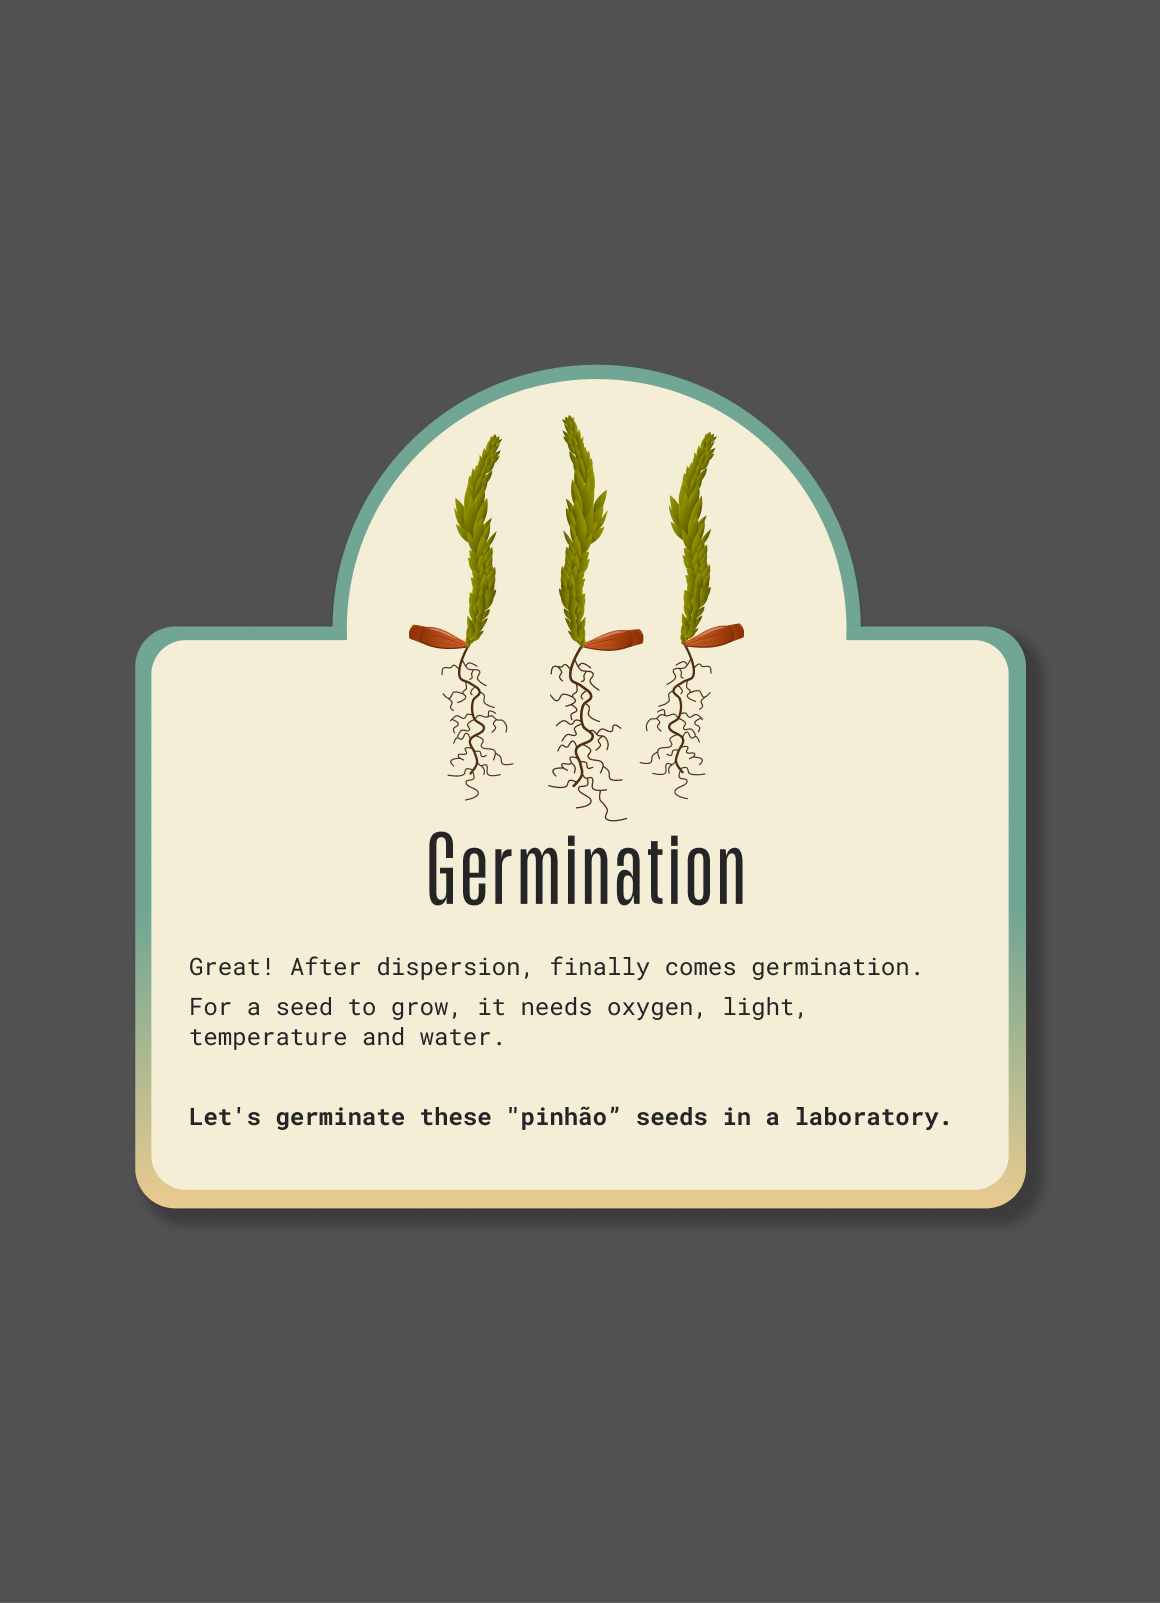 Germination
Great! After dispersion, finally comes germination.
For a seed to grow, it needs oxygen, light,
temperature and water.
Let's germinate these "pinhão” seeds in a laboratory.